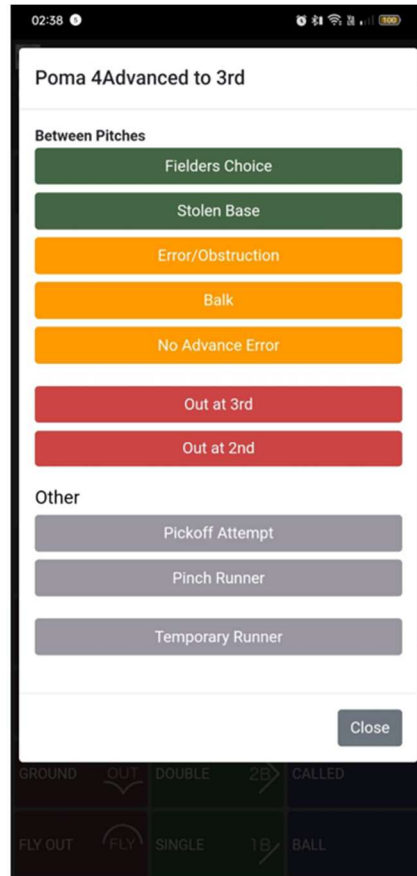 02:38
100
Poma 4Advanced to 3rd
Between Pitches
Fielders Choice
Stolen Base
Error/Obstruction
Balk
No Advance Error
Out at 3rd
Out at 2nd
Other
Pickoff Attempt
Pinch Runner
Temporary Runner
Close
GROUND OUT DOUBLE 2B CALLED
FLY OUT FLY SINGLE 1B BALL